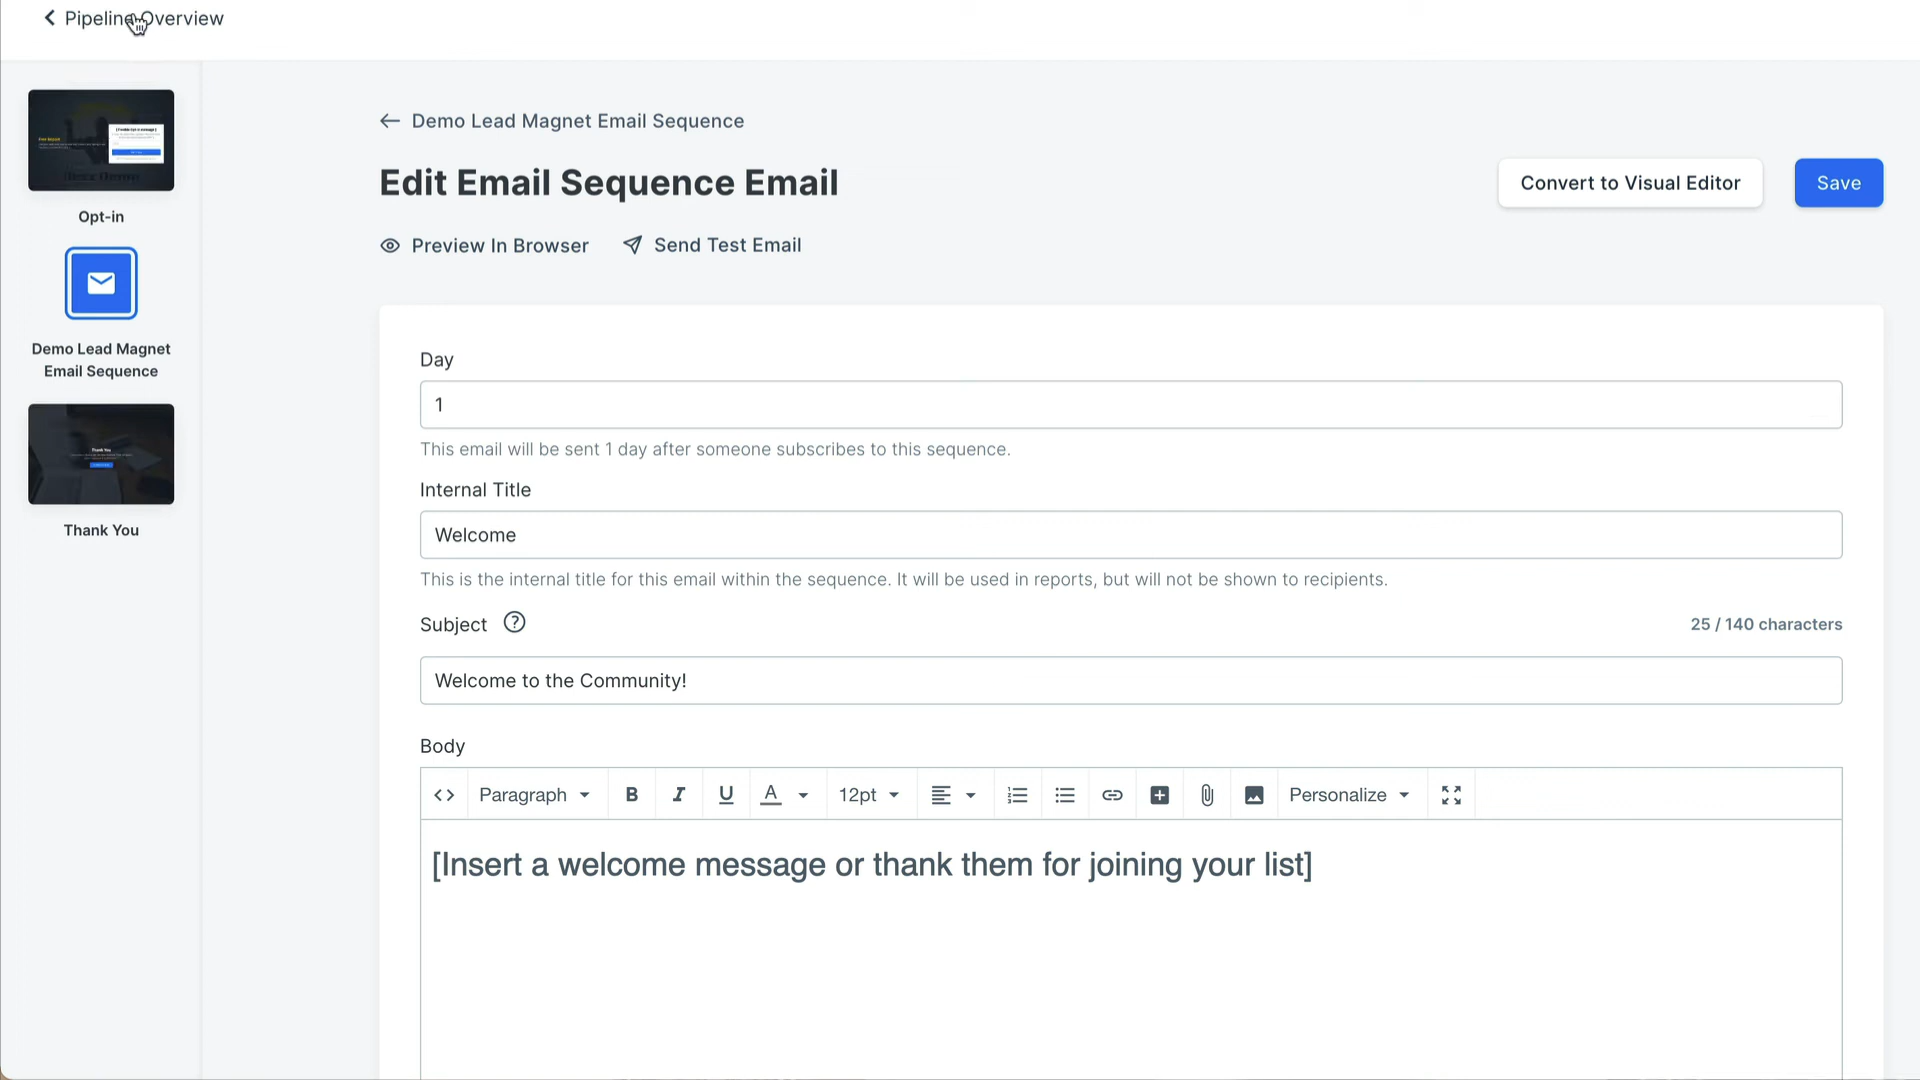 Pipeline Overview
Opt-in
Demo Lead Magnet
Email Sequence
Thank You
Thank You
Demo Lead Magnet Email Sequence
Edit Email Sequence Email
Convert to Visual Editor
Save
Preview In Browser
Send Test Email
Day
1
This email will be sent 1 day after someone subscribes to this sequence.
Internal Title
Welcome
This is the internal title for this email within the sequence. It will be used in reports, but will not be shown to recipients.
Subject
25 / 140 characters
Welcome to the Community!
Body
Paragraph
B
I
U
A
12pt
Personalize
[Insert a welcome message or thank them for joining your list]